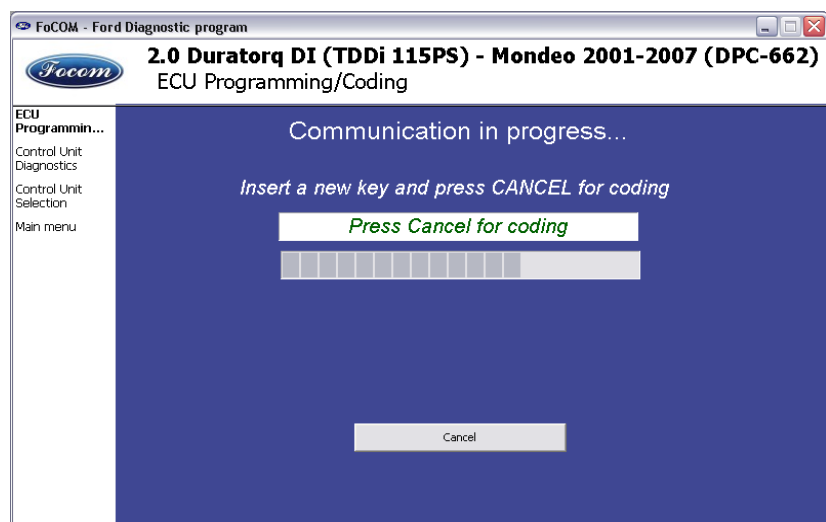 FoCOM - Ford Diagnostic program
Focom
2.0 Duratorq DI (TDDi 115PS) - Mondeo 2001-2007 (DPC-662)
ECU Programming/Coding
ECU
Programmin...
Control Unit
Diagnostics
Control Unit
Selection
Main menu
Communication in progress...
Insert a new key and press CANCEL for coding
Press Cancel for coding
Cancel